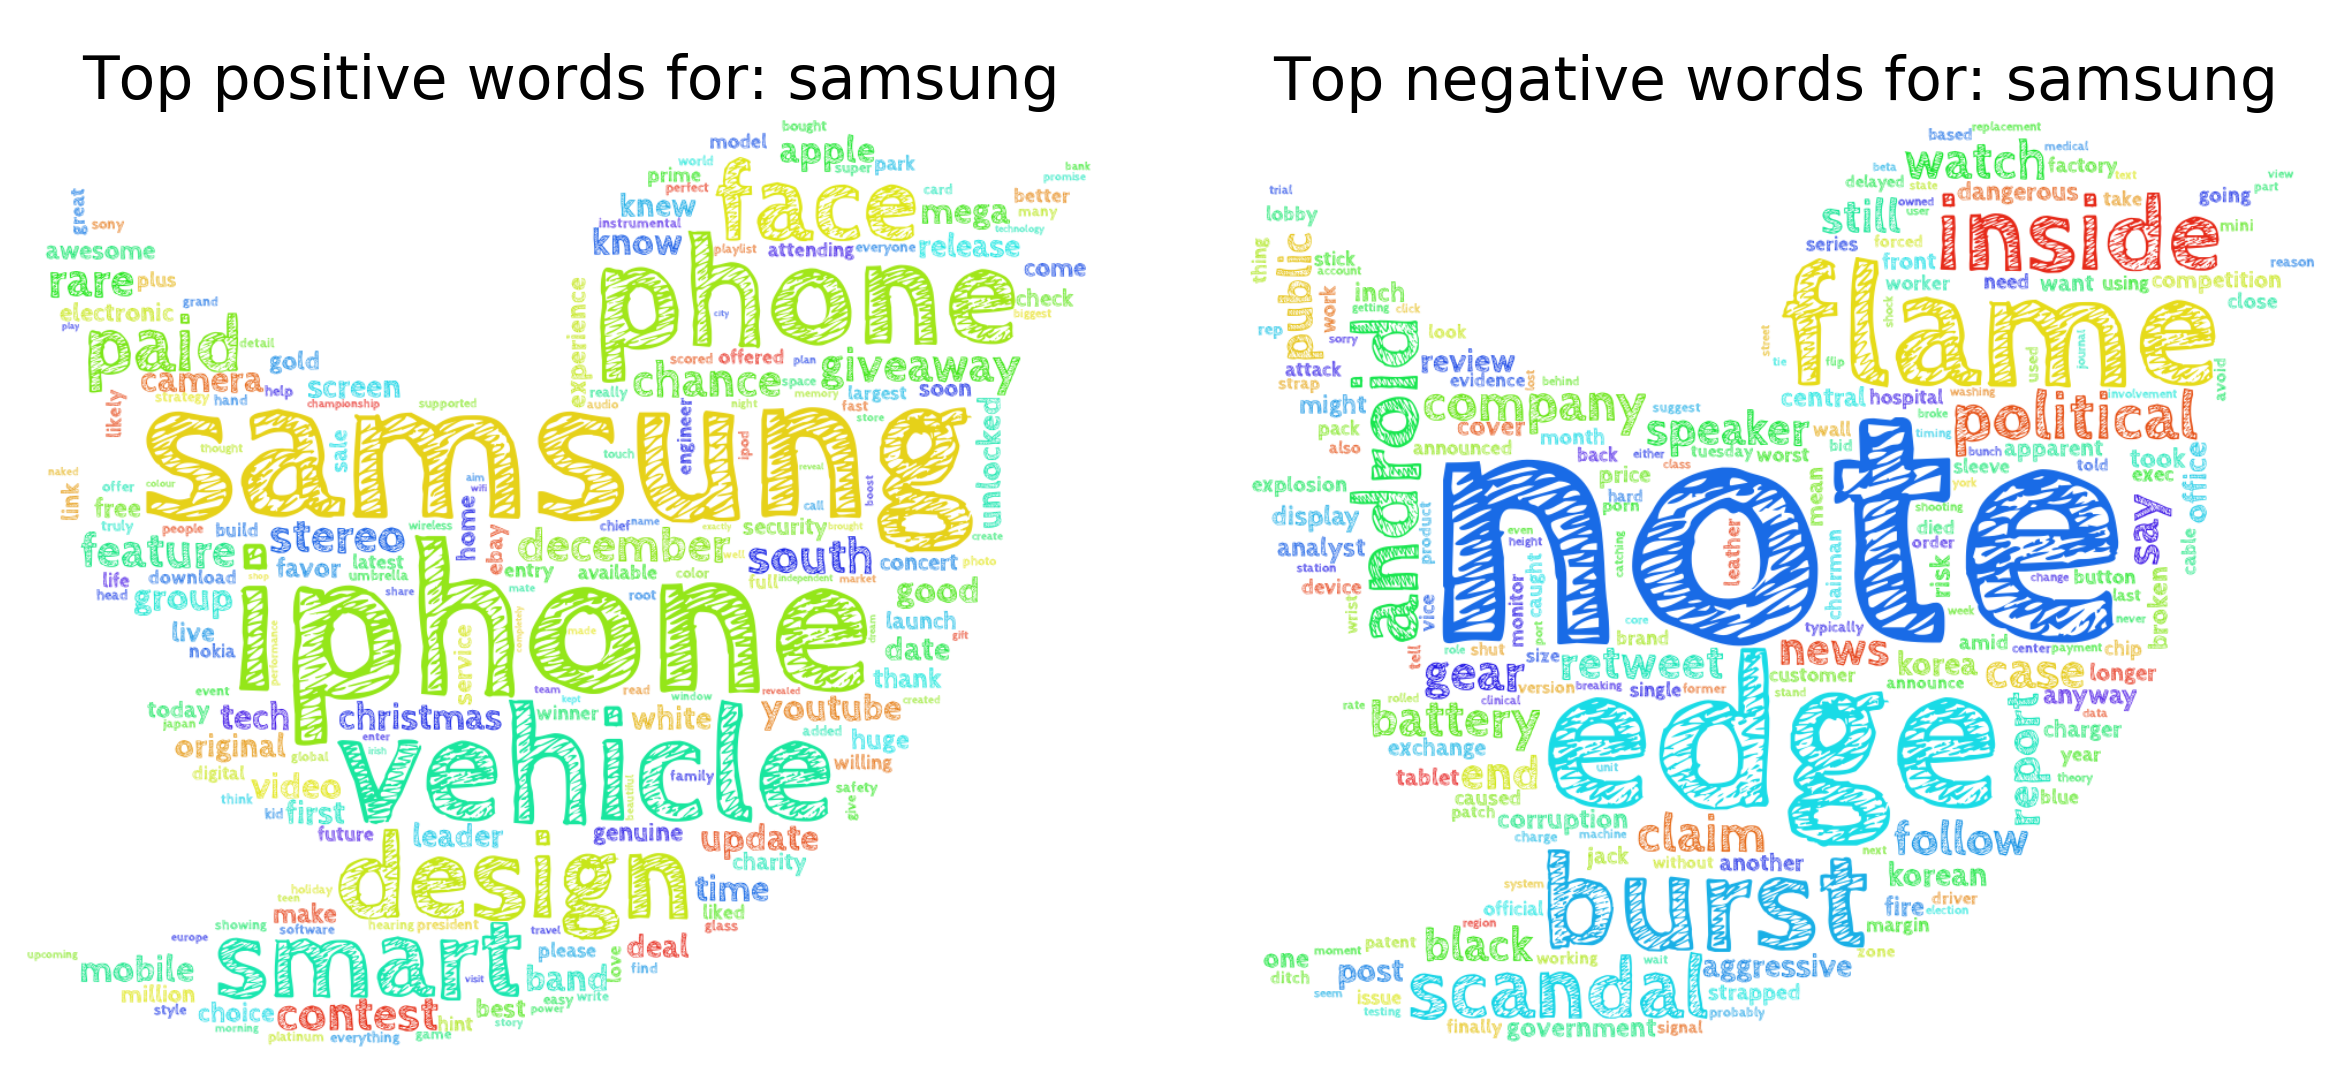 Top positive words for: samsung
bought
model apple
world super park
prime perfect face card better
bank
promise
great knew mega many
sony instrumental technology
know playlist attending everyone release
awesome
rare plus phone come
electronic grand experience city check
play biggest
paid detail
gold scored offered plan giveaway
camera help screen really chance space largest soon
strategy hand championship supported audio night memory fast
likely store
samsung
thought sale touch engineer ipod reveal unlocked
naked
link offer colour aim wifi call boost
free
truly people build wireless chief name exactly security brought
feature stereo home ebay december well south create
favor latest entry available color full independent concert photo
life download shop umbrella market
head group share iphone mate root good
live completely made dream launch gift
nokia performance service date
event team read revealed thank
today kept window created
japan tech christmas winner white youtube
original enter irish added huge
global vehicle willing
digital video family safety
think beautiful give
kid first
future leader genuine update
design charity
holiday time
teen
make liked
showing software hearing president glass
europe smart travel please deal
upcoming
mobile visit band love find
million easy write
style choice contest best power
morning hint story
platinum everything game
Top negative words for: samsung
based replacement
watch medical
beta factory text
delayed state dangerous view
trial owned take going part
lobby still user inside mini
public series forced
thing stick front reason
account worker need want using competition
work inch flame close
getting click shock
rep sorry android look street journal
review tie flip used
attack evidence lost behind avoid
strap washing
might company suggest central hospital involvement
pack cover speaker wall broke political
also announced month tuesday worst bid timing
back either bunch apparent
class sleeve told took
explosion price note york exec
display hard mean shooting say office
porn
product even leather died
analyst height catching order cable
station risk change button
device monitor caught chairman last
wrist vice port core week never broken
role brand typically amid
tell shut size retweet news center payment chip
gear version breaking single former customer korea case longer
clinical edge stand announce anyway
rate rolled report data
battery charger
exchange year
tablet end unit theory
caused blue
patch corruption
charge machine claim follow
jack without another next
system burst korean
official fire driver
region election
margin
patent black working wait zone
one moment
ditch post aggressive
seem issue scandal strapped
testing probably
finally government signal